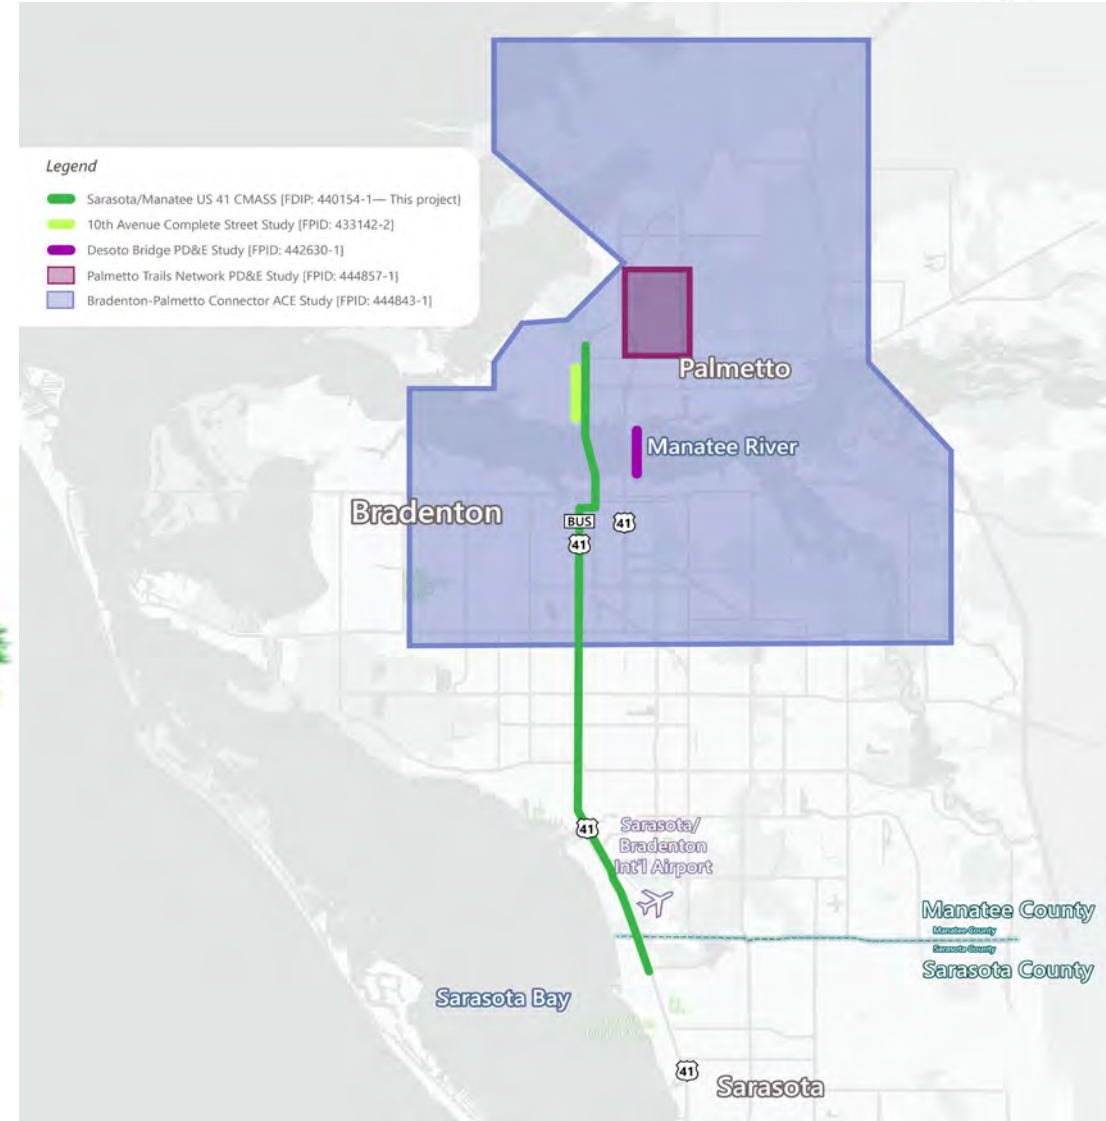 Legend
Sarasota/Manatee US 41 CMASS [FDIP: 440154-1— This project]
10th Avenue Complete Street Study [FPID: 433142-2]
Desoto Bridge PD&E Study [FPID: 442630-1]
Palmetto Trails Network PD&E Study [FPID: 444857-1]
Bradenton-Palmetto Connector ACE Study [FPID: 444843-1]
Palmetto
Manatee River
Bradenton
BUS
41
41
41
Sarasota/
Bradenton
Int'l Airport
Manatee County
Manatee County
Sarasota County
Sarasota County
Sarasota Bay
41
Sarasota